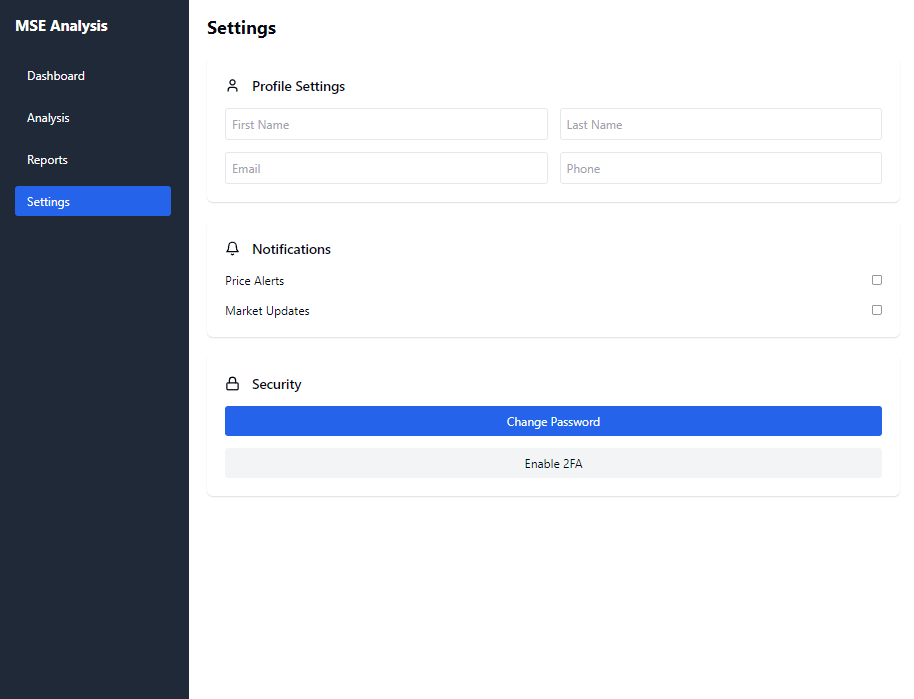 MSE Analysis
Dashboard
Analysis
Reports
Settings
Settings
Profile Settings
First Name
Last Name
Email
Phone
Notifications
Price Alerts
Market Updates
Security
Change Password
Enable 2FA